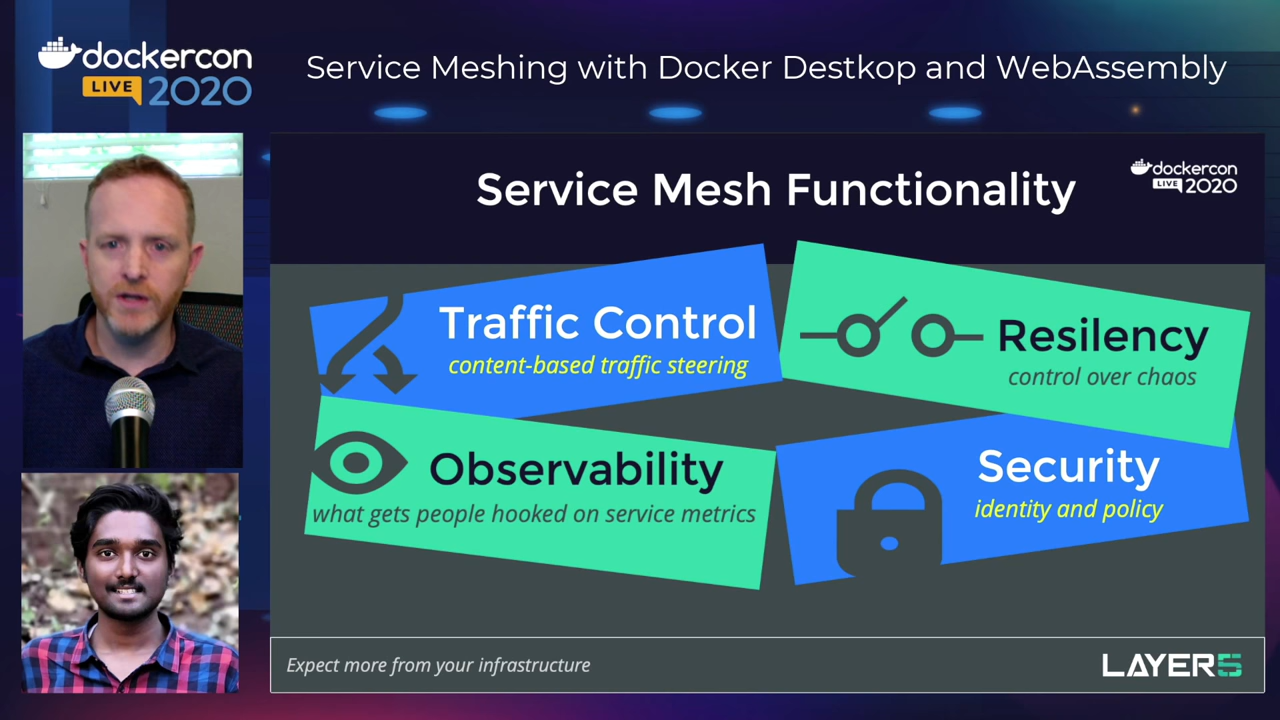 dockercon
LIVE 2020
Service Meshing with Docker Destkop and WebAssembly
Service Mesh Functionality
dockercon
LIVE 2020
Traffic Control
content-based traffic steering
Resilency
control over chaos
Observability
what gets people hooked on service metrics
Security
identity and policy
Expect more from your infrastructure
LAYER5